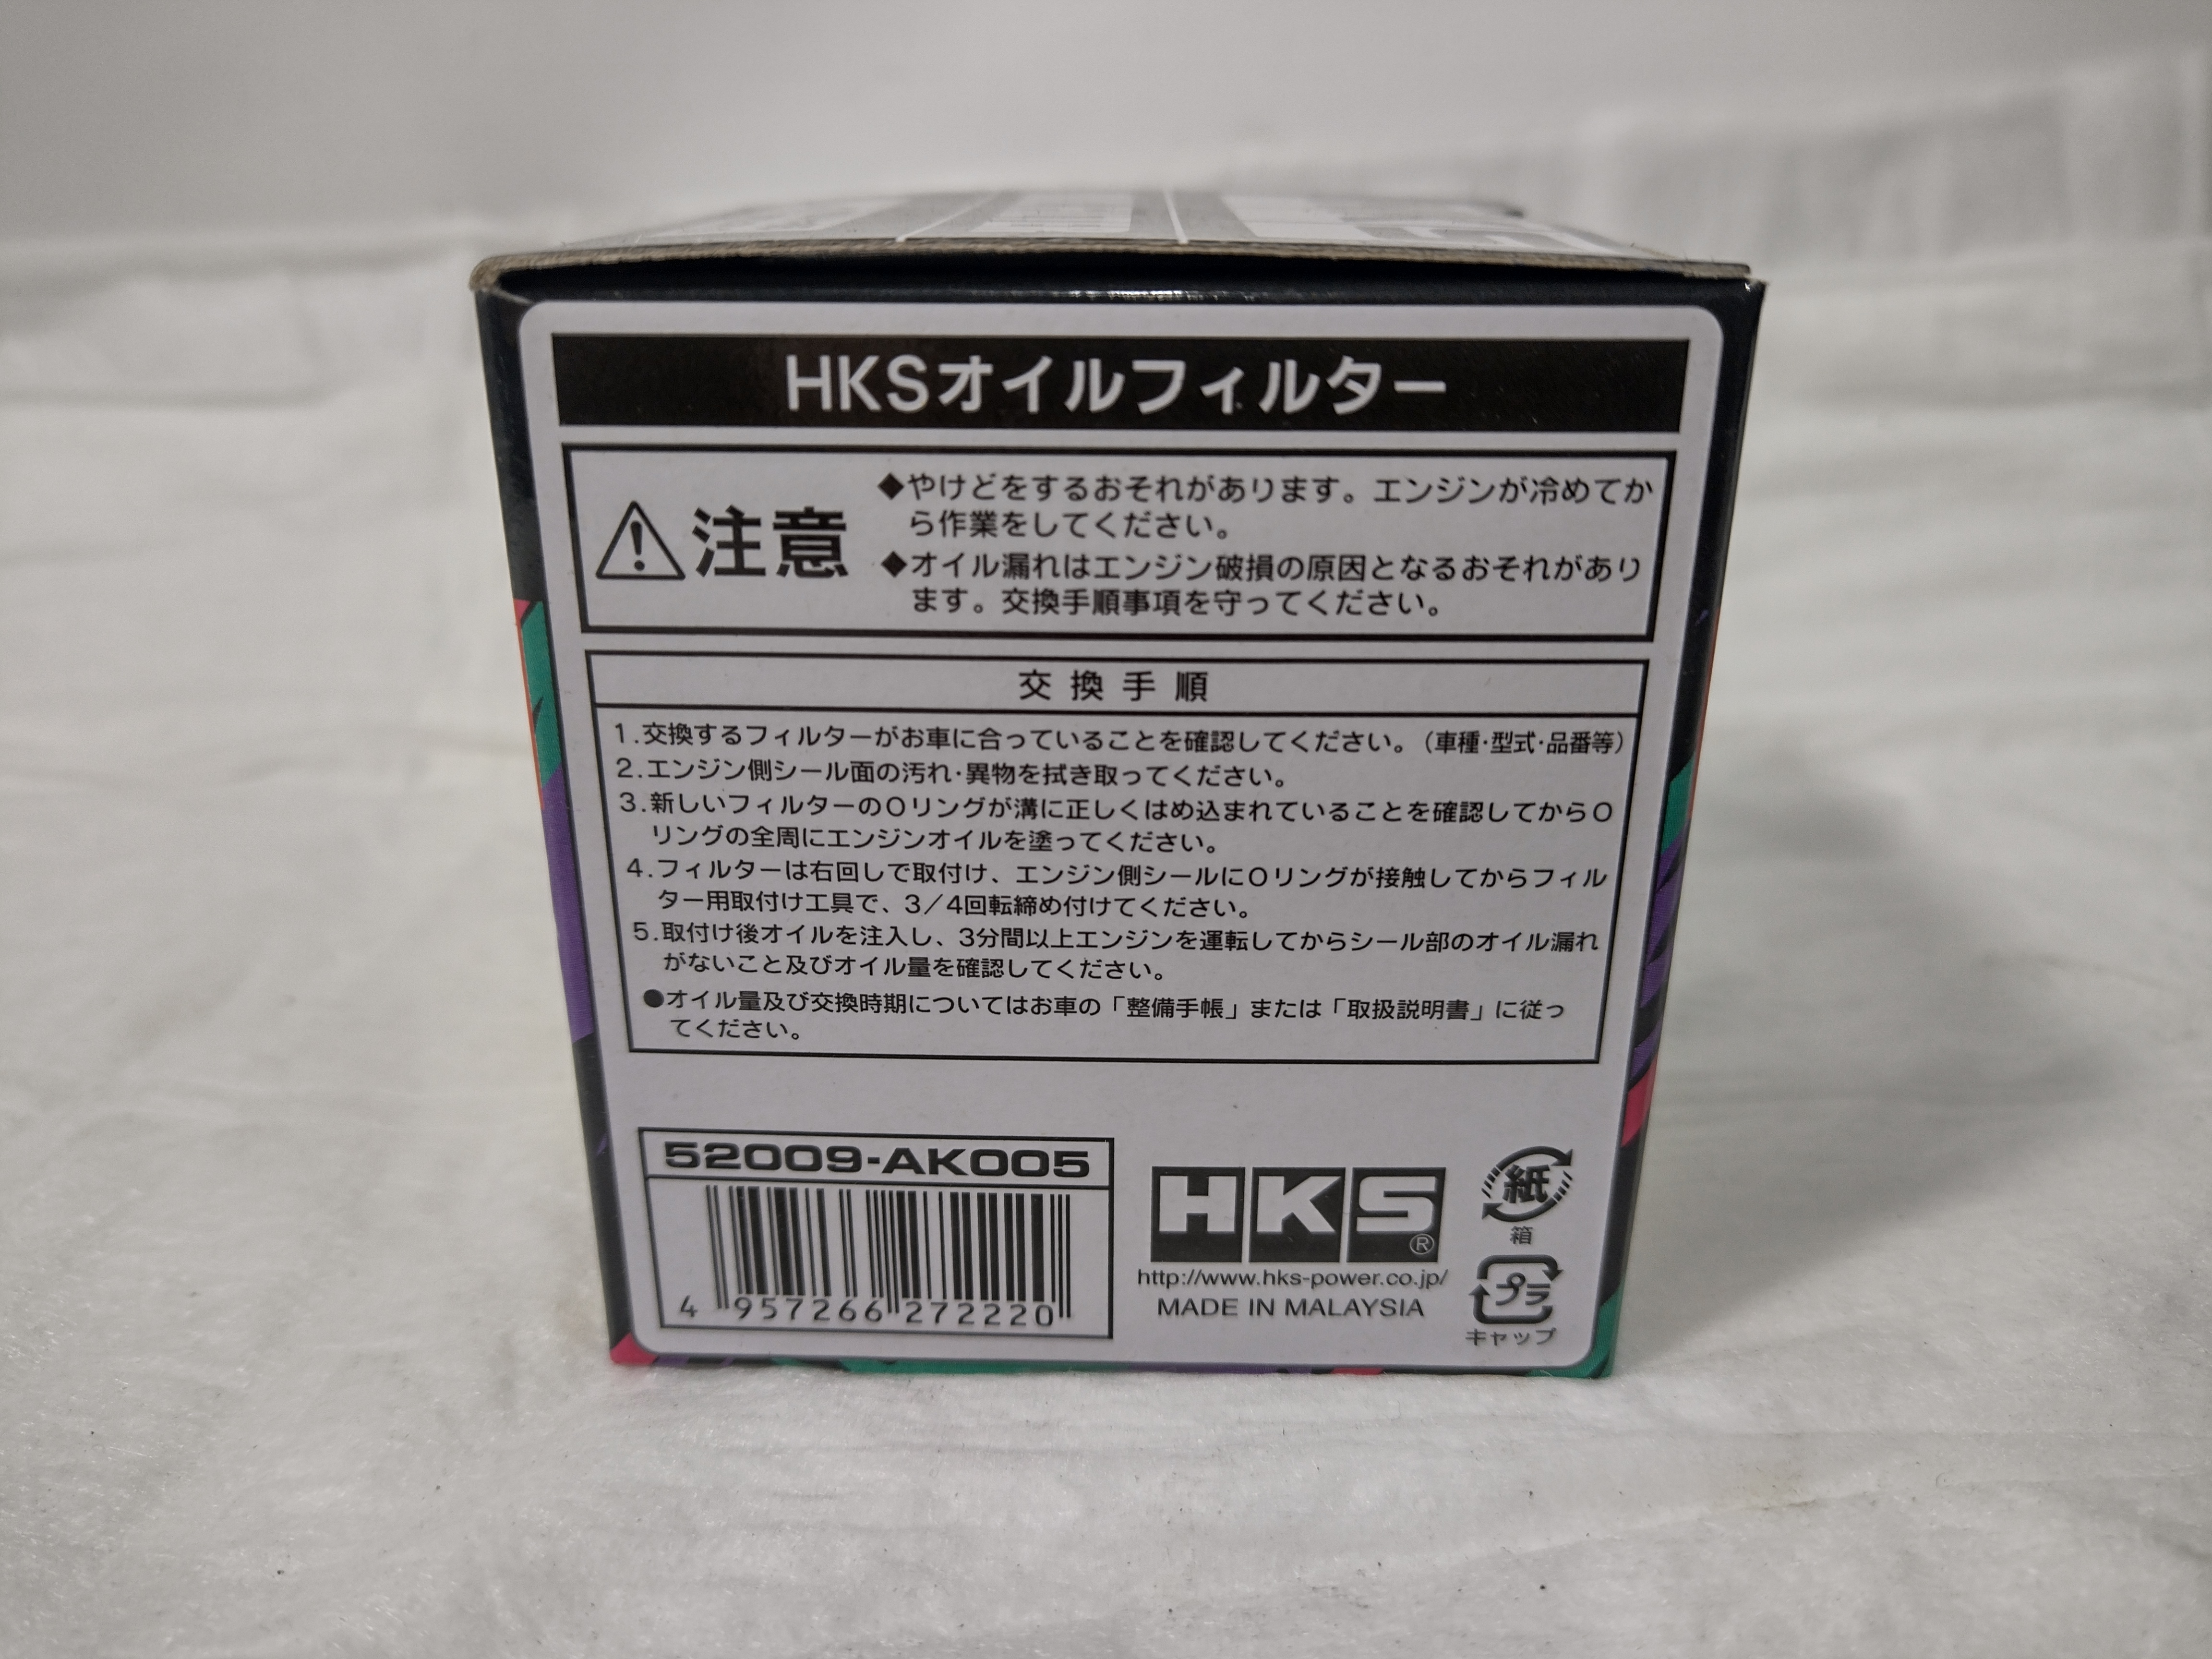 HKSオイルフィルター
注意
◆やけどをするおそれがあります。エンジンが冷めてか
ら作業をしてください。
◆オイル漏れはエンジン破損の原因となるおそれがあり
ます。交換手順事項を守ってください。
交換手順
1.交換するフィルターがお車に合っていることを確認してください。（車種・型式・品番等）
2.エンジン側シール面の汚れ・異物を拭き取ってください。
3.新しいフィルターのOリングが溝に正しくはめ込まれていることを確認してからO
リングの全周にエンジンオイルを塗ってください。
4.フィルターは右回しで取付け、エンジン側シールにOリングが接触してからフィル
ター用取付け工具で、3／4回転締め付けてください。
5.取付け後オイルを注入し、3分間以上エンジンを運転してからシール部のオイル漏れ
がないこと及びオイル量を確認してください。
●オイル量及び交換時期についてはお車の「整備手帳」または「取扱説明書」に従っ
てください。
52009-AK005
4 957266 272220
HKS®
http://www.hks-power.co.jp/
MADE IN MALAYSIA
紙
箱
プラ
キャップ